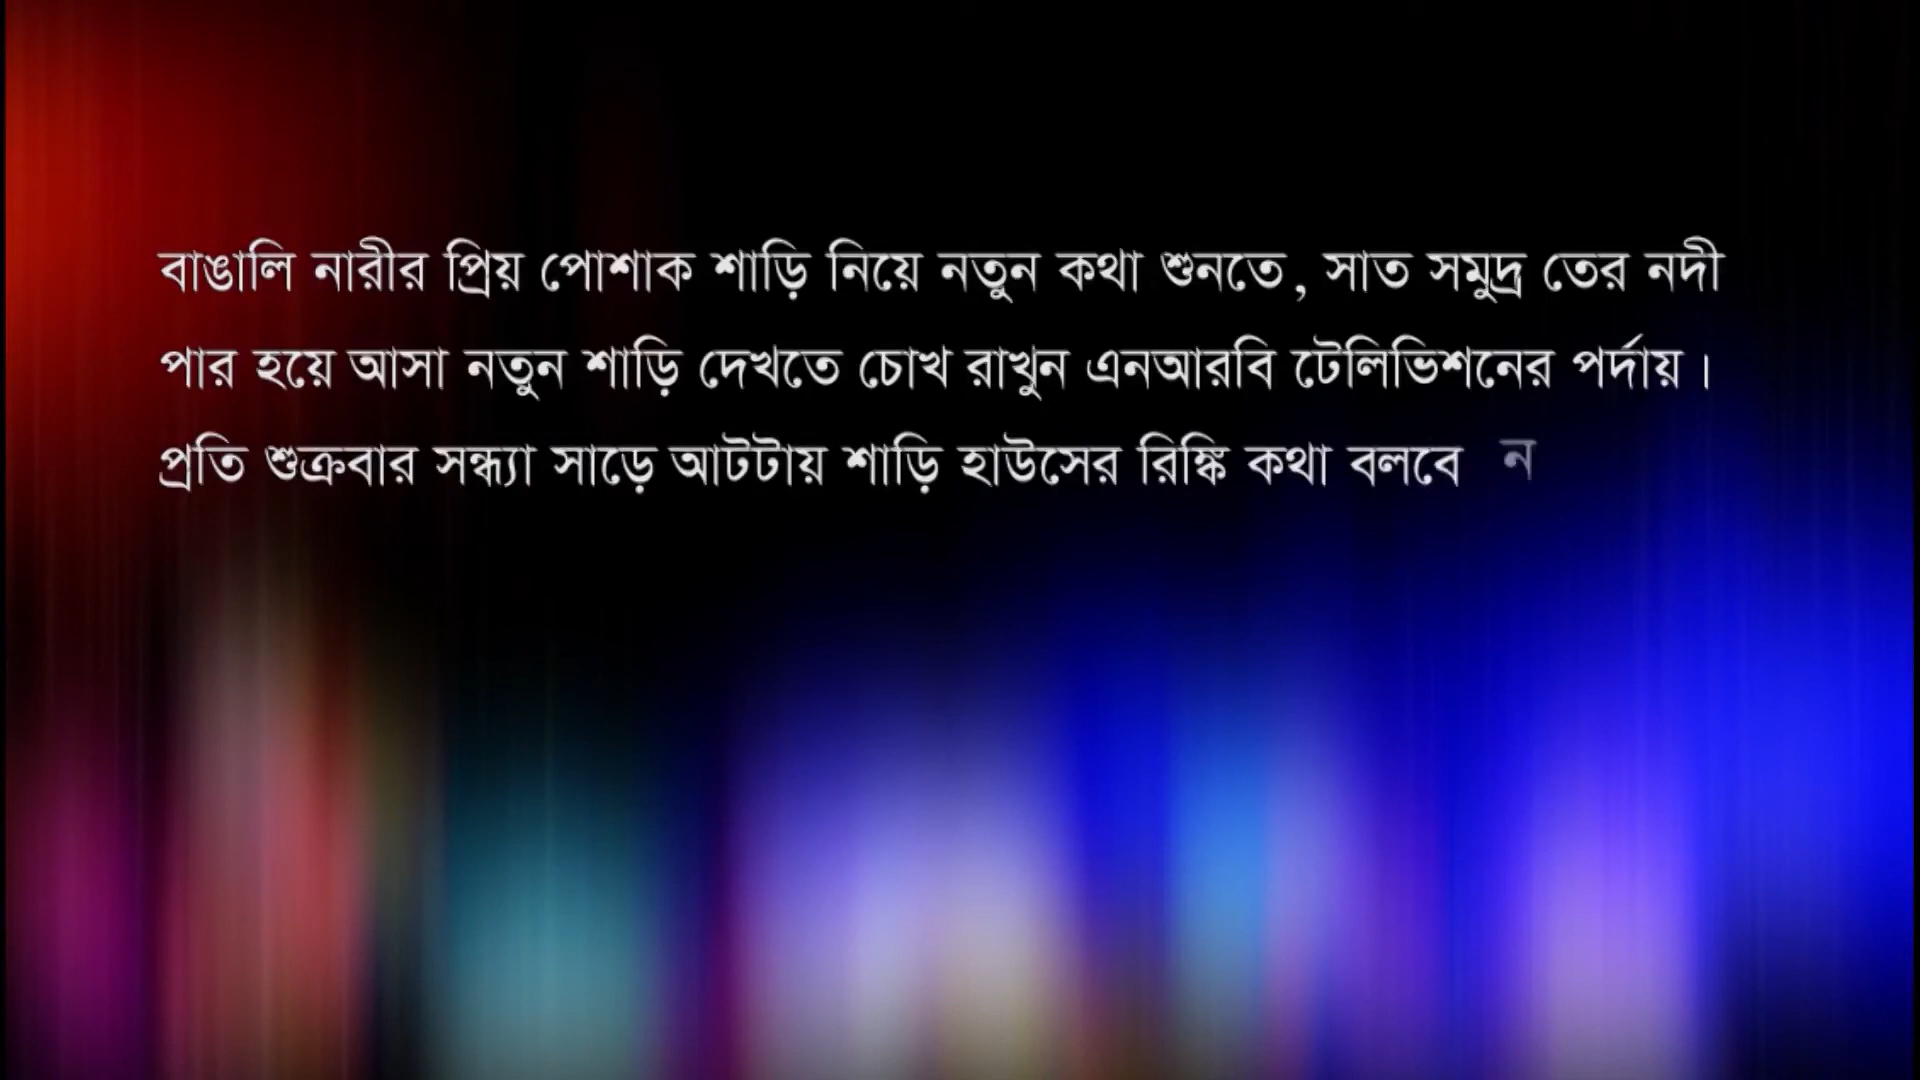 বাঙালি নারীর প্রিয় পোশাক শাড়ি নিয়ে নতুন কথা শুনতে, সাত সমুদ্র তের নদী
পার হয়ে আসা নতুন শাড়ি দেখতে চোখ রাখুন এনআরবি টেলিভিশনের পর্দায়।
প্রতি শুক্রবার সন্ধ্যা সাড়ে আটটায় শাড়ি হাউসের রিঙ্কি কথা বলবে ন